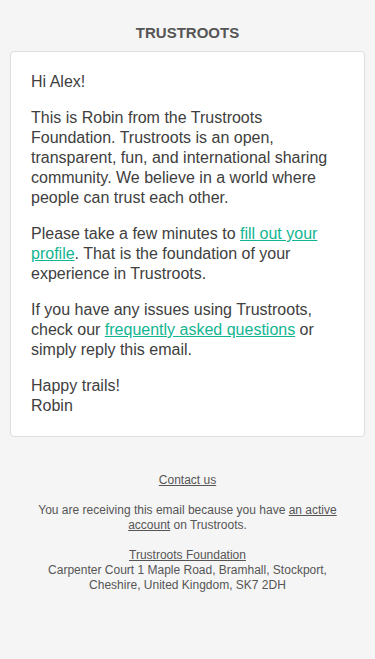 TRUSTROOTS
Hi Alex!
This is Robin from the Trustroots
Foundation. Trustroots is an open,
transparent, fun, and international sharing
community. We believe in a world where
people can trust each other.
Please take a few minutes to fill out your
profile. That is the foundation of your
experience in Trustroots.
If you have any issues using Trustroots,
check our frequently asked questions or
simply reply this email.
Happy trails!
Robin
Contact us
You are receiving this email because you have an active
account on Trustroots.
Trustroots Foundation
Carpenter Court 1 Maple Road, Bramhall, Stockport,
Cheshire, United Kingdom, SK7 2DH